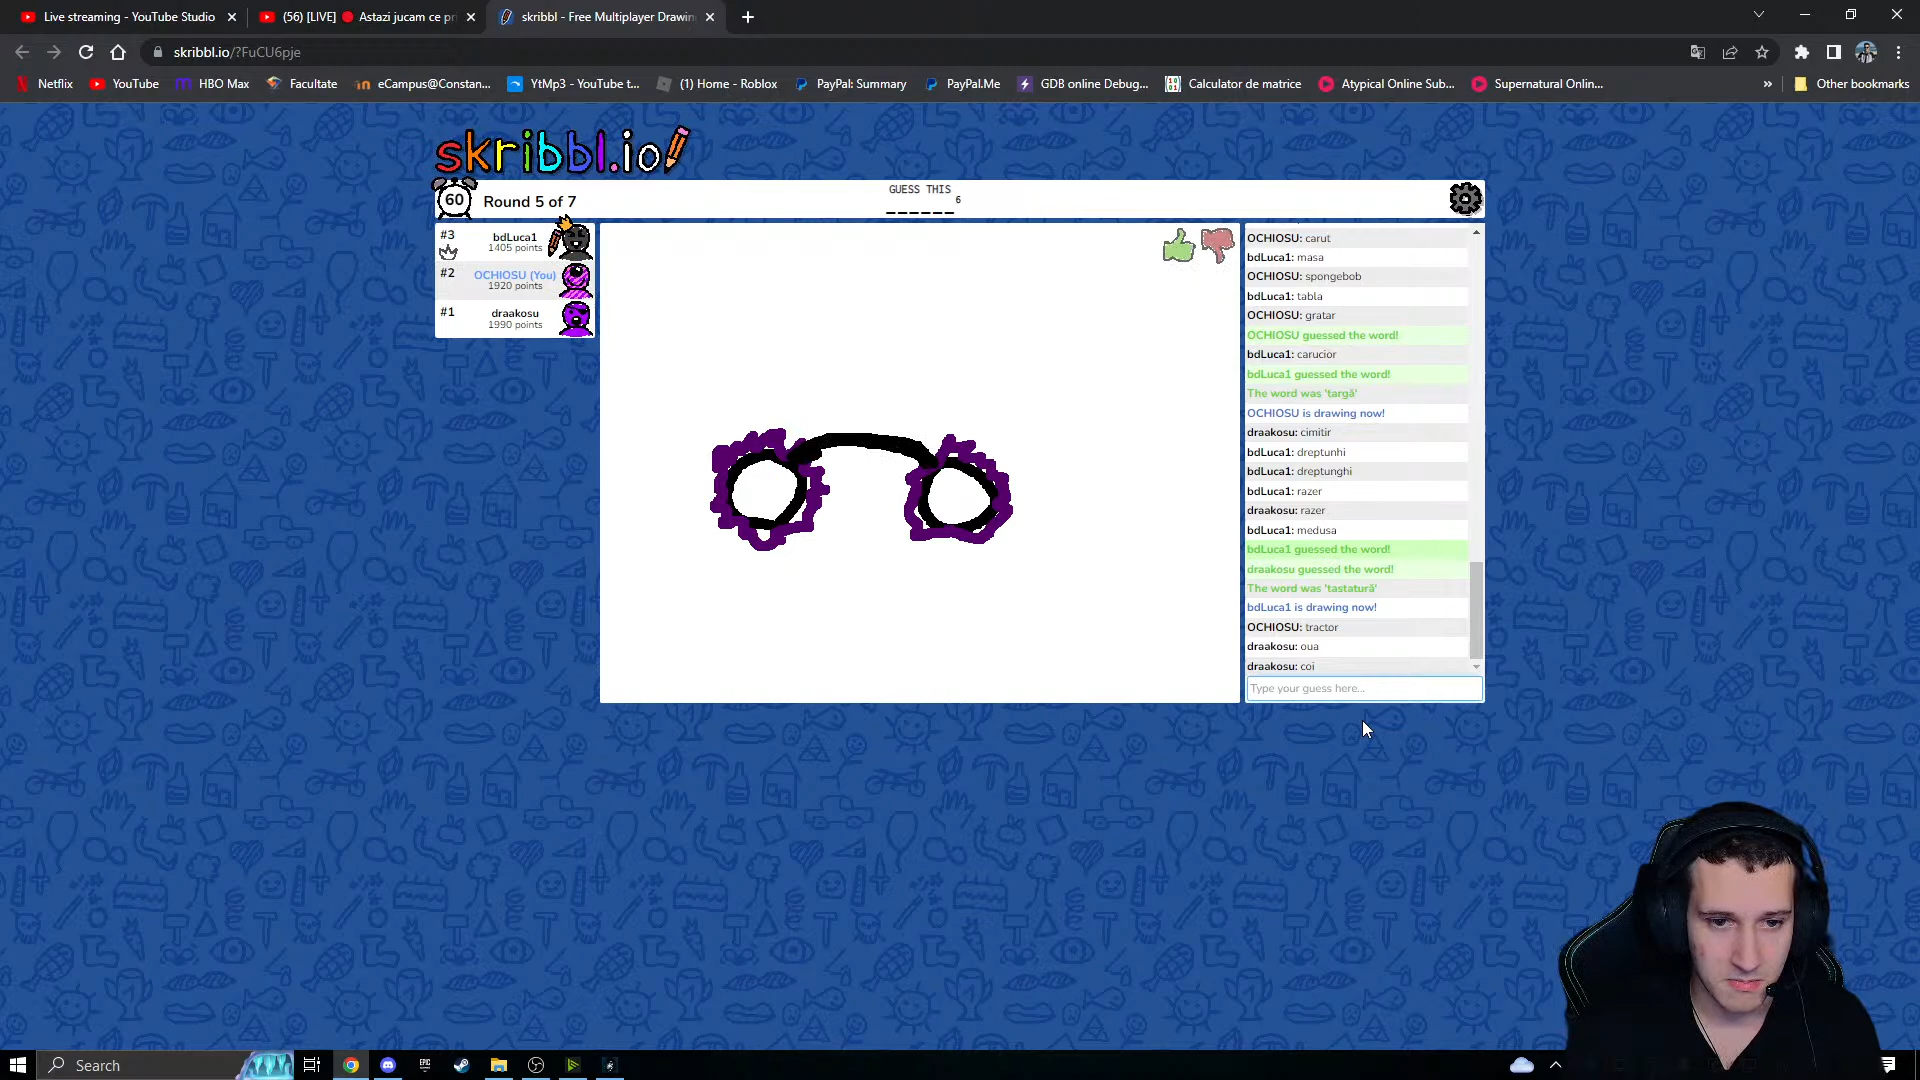 Live streaming - YouTube Studio
(56) [LIVE] 🔴 Astazi jucam ce pri
skribbl - Free Multiplayer Drawin
skribbl.io/?FuCU6pje
Netflix
YouTube
HBO Max
Facultate
eCampus@Constan...
YtMp3 - YouTube t...
(1) Home - Roblox
PayPal: Summary
PayPal.Me
GDB online Debug...
Calculator de matrice
Atypical Online Sub...
Supernatural Onlin...
»
Other bookmarks
skribbl.io
60
Round 5 of 7
GUESS THIS
______ 6
#3
bdLuca1
1405 points
#2
OCHIOSU (You)
1920 points
#1
draakosu
1990 points
OCHIOSU: carut
bdLuca1: masa
OCHIOSU: spongebob
bdLuca1: tabla
OCHIOSU: gratar
OCHIOSU guessed the word!
bdLuca1: carucior
bdLuca1 guessed the word!
The word was 'targă'
OCHIOSU is drawing now!
draakosu: cimitir
bdLuca1: dreptunhi
bdLuca1: dreptunghi
bdLuca1: razer
draakosu: razer
bdLuca1: medusa
bdLuca1 guessed the word!
draakosu guessed the word!
The word was 'tastatură'
bdLuca1 is drawing now!
OCHIOSU: tractor
draakosu: oua
draakosu: coi
Type your guess here...
Search
EPIC